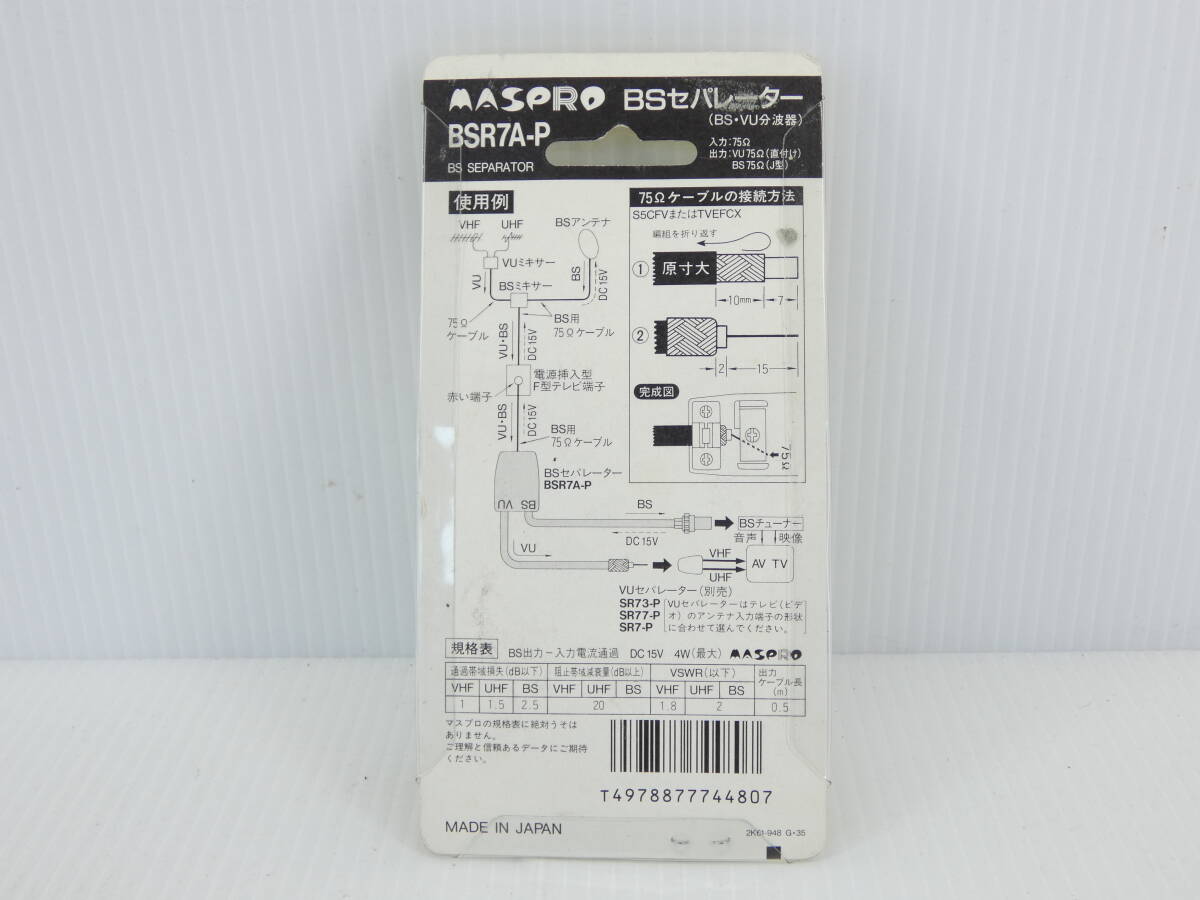 MASPRO BSセパレーター
(BS・VU分波器)
BSR7A-P
BS SEPARATOR
入力:75Ω
出力:VU75Ω(直付け)
BS75Ω(J型)
使用例
VHF UHF BSアンテナ
VUミキサー
VU
BS
DC15V
BSミキサー
75Ω
ケーブル
BS用
75Ωケーブル
VU・BS
DC15V
電源挿入型
F型テレビ端子
赤い端子
VU・BS
DC15V
BS用
75Ωケーブル
BSセパレーター
BSR7A-P
VU BS
BS
DC15V
BSチューナー
音声 映像
VU
VHF
UHF
AV TV
VUセパレーター(別売)
SR73-P
SR77-P
SR7-P
VUセパレーターはテレビ(ビデ
オ)のアンテナ入力端子の形状
に合わせて選んでください。
75Ωケーブルの接続方法
S5CFVまたはTVEFCX
編組を折り返す
① 原寸大
10mm 7
②
2 15
完成図
75Ω
規格表 BS出力-入力電流通過 DC15V 4W(最大) MASPRO
通過帯域損失(dB以下) 阻止帯域減衰量(dB以上) VSWR(以下) 出力
ケーブル長
(m)
VHF UHF BS VHF UHF BS VHF UHF BS
1 1.5 2.5 20 1.8 2 0.5
マスプロの規格表に絶対うそは
ありません。
ご理解と信頼あるデータにご期待
ください。
T4978877744807
MADE IN JAPAN
2K61-948 G・35